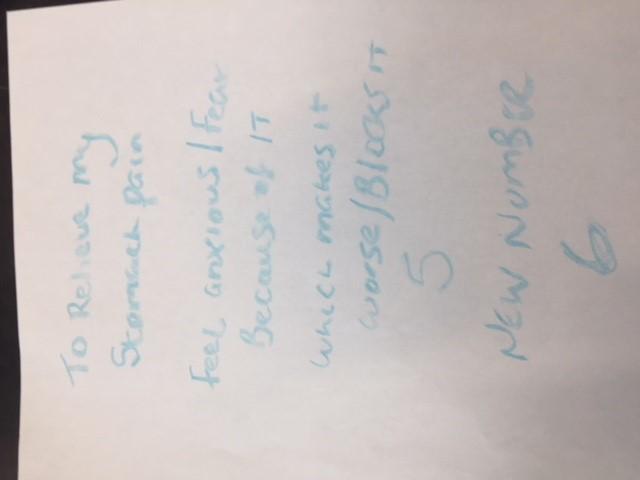 To Relieve my
Stomach pain
feel anxious/Fear
Because of IT
which makes it
worse/Blocks IT
5
NEW NUMBER
6